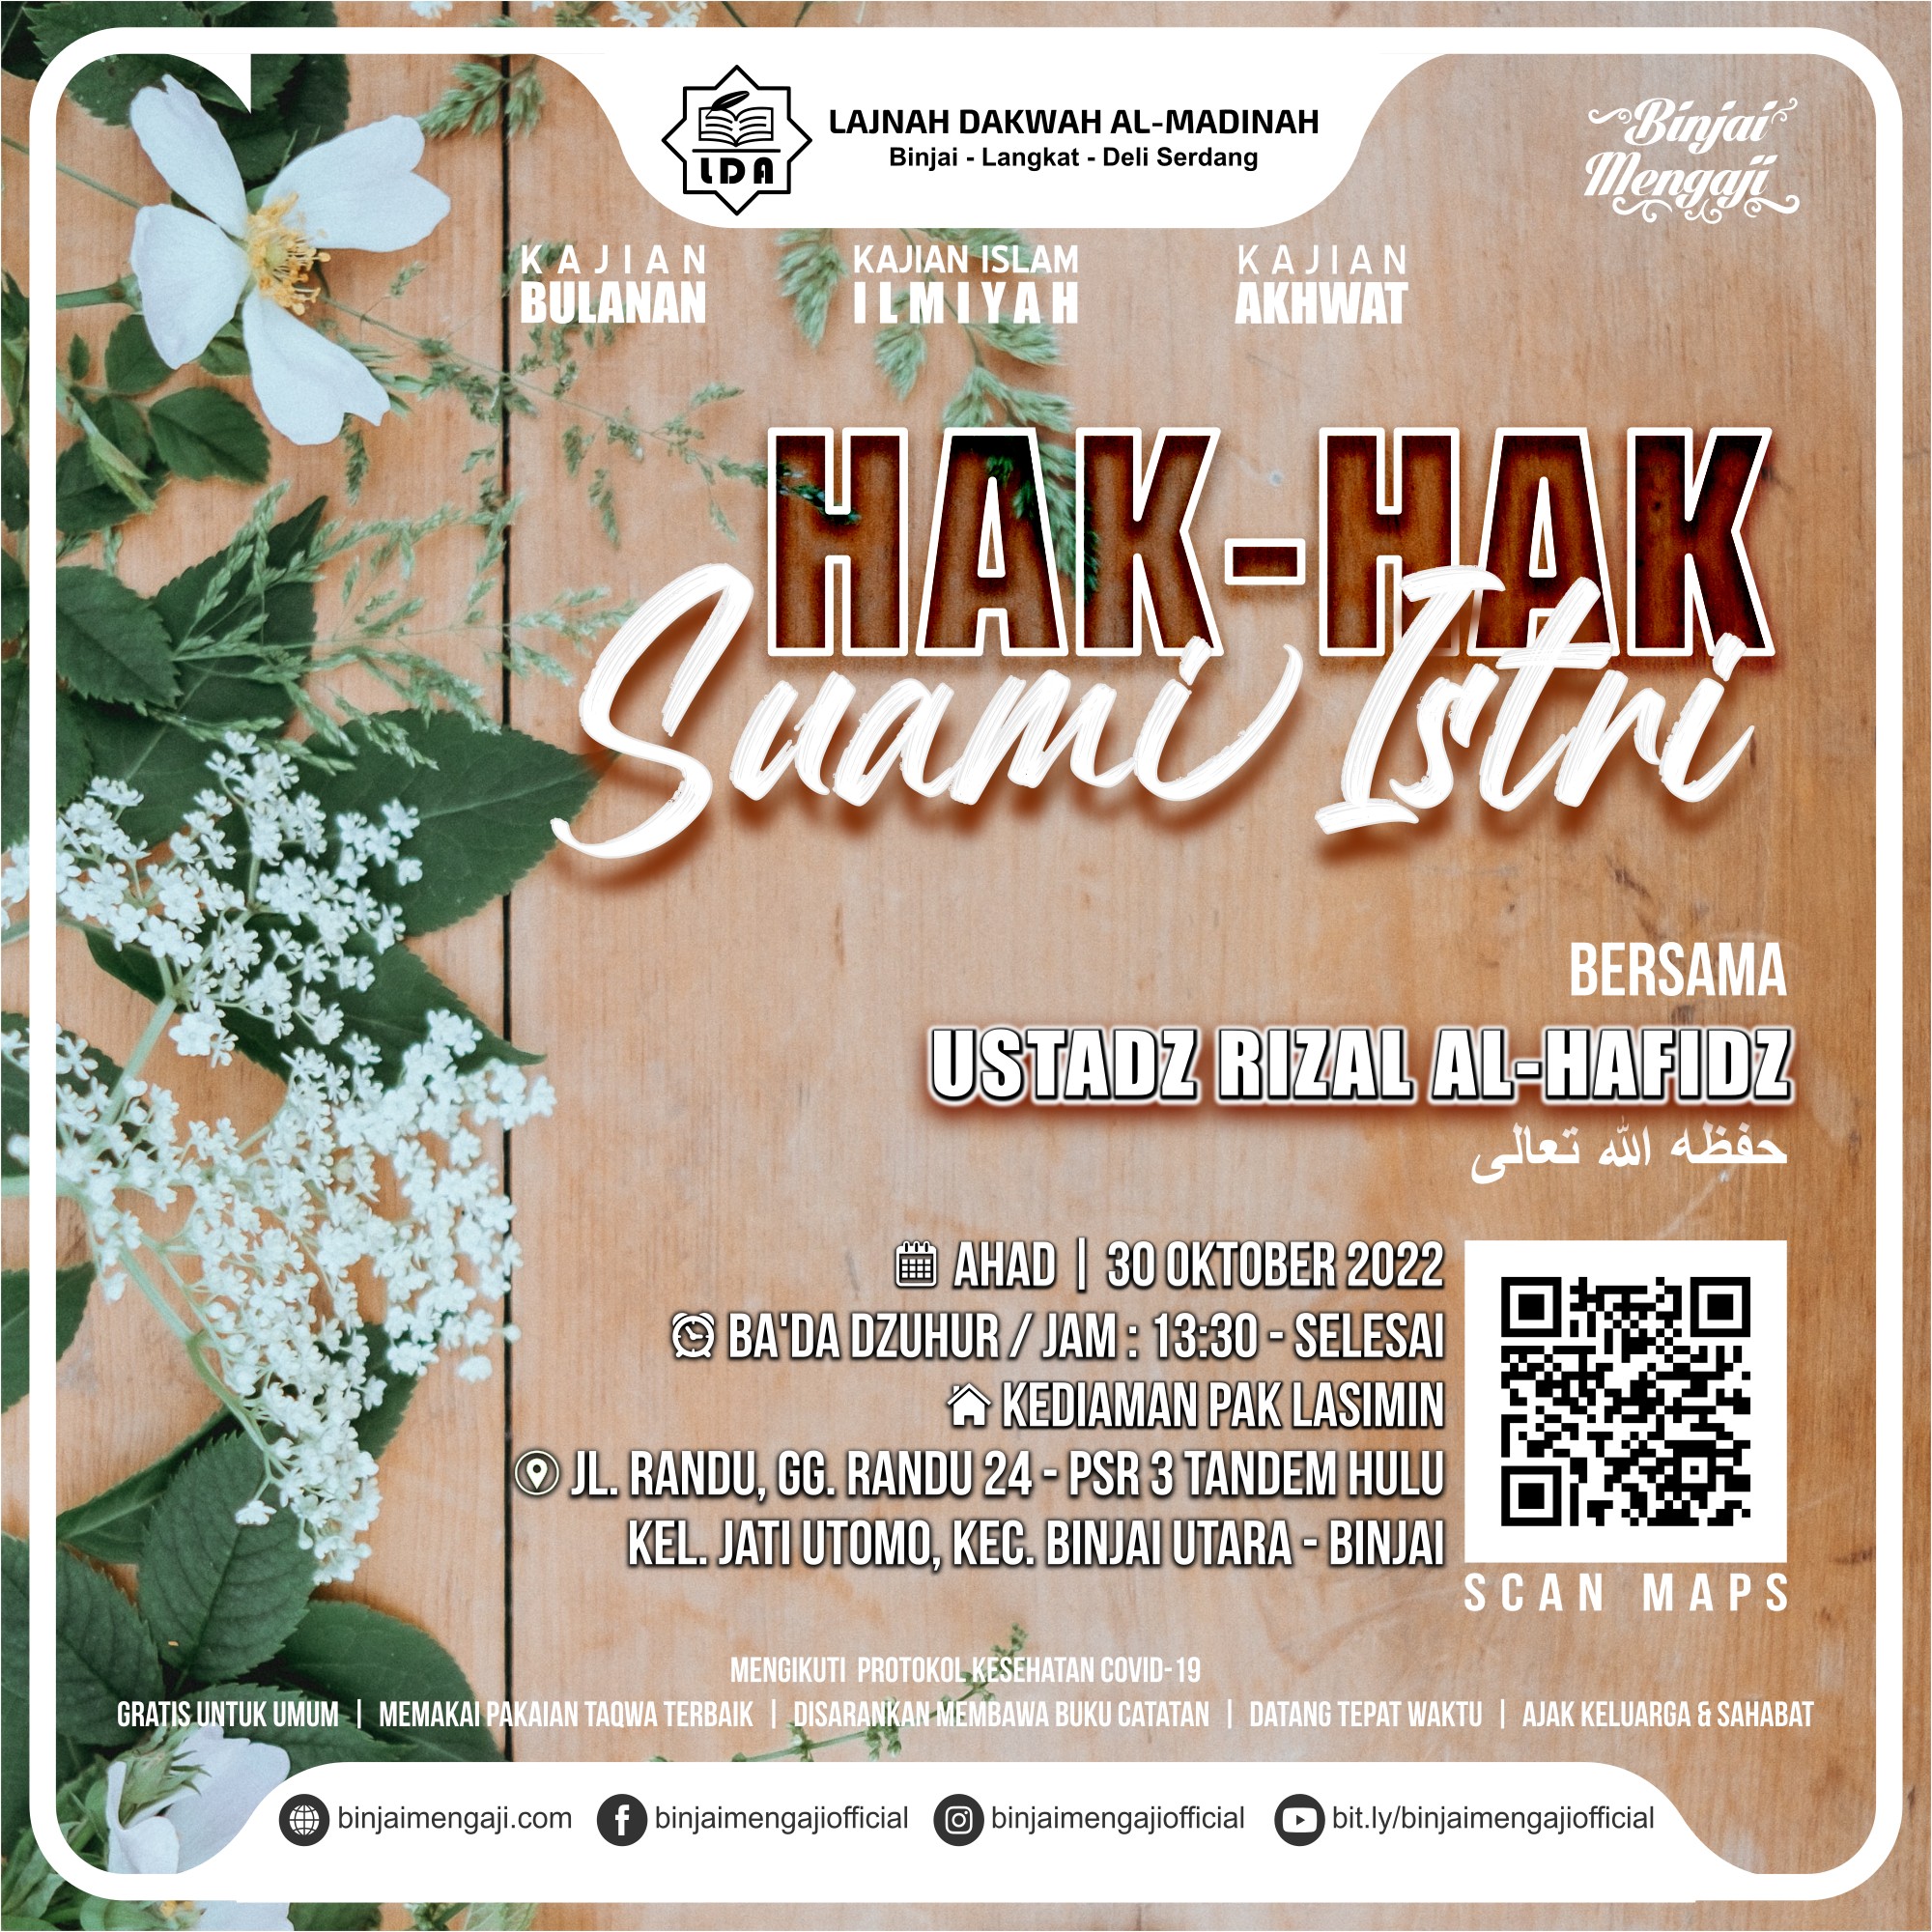 LDA
LAJNAH DAKWAH AL-MADINAH
Binjai - Langkat - Deli Serdang
Binjai
Mengaji
KAJIAN
BULANAN
KAJIAN ISLAM
ILMIYAH
KAJIAN
AKHWAT
HAK-HAK
Suami Istri
BERSAMA
USTADZ RIZAL AL-HAFIDZ
حفظه الله تعالى
AHAD | 30 OKTOBER 2022
BA'DA DZUHUR / JAM : 13:30 - SELESAI
KEDIAMAN PAK LASIMIN
JL. RANDU, GG. RANDU 24 - PSR 3 TANDEM HULU
KEL. JATI UTOMO, KEC. BINJAI UTARA - BINJAI
SCAN MAPS
MENGIKUTI PROTOKOL KESEHATAN COVID-19
GRATIS UNTUK UMUM | MEMAKAI PAKAIAN TAQWA TERBAIK | DISARANKAN MEMBAWA BUKU CATATAN | DATANG TEPAT WAKTU | AJAK KELUARGA & SAHABAT
binjaimengaji.com binjaimengajiofficial binjaimengajiofficial bit.ly/binjaimengajiofficial